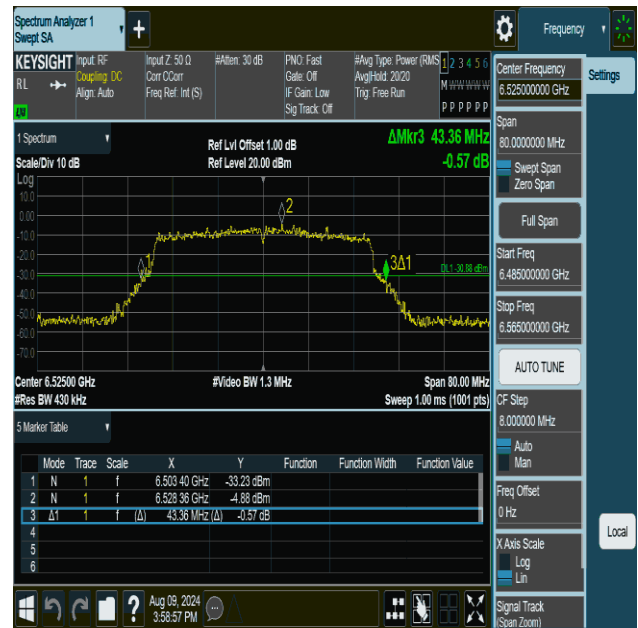 Spectrum Analyzer 1
Swept SA
+
Frequency
KEYSIGHT
RL
LXI
Input: RF
Coupling: DC
Align: Auto
Input Z: 50 Ω
Corr CCorr
Freq Ref: Int (S)
#Atten: 30 dB
PNO: Fast
Gate: Off
IF Gain: Low
Sig Track: Off
#Avg Type: Power (RMS
Avg|Hold: 20/20
Trig: Free Run
1 2 3 4 5 6
M W W W W W
P P P P P P
Center Frequency
6.525000000 GHz
Settings
Span
80.0000000 MHz
Swept Span
Zero Span
Full Span
Start Freq
6.485000000 GHz
Stop Freq
6.565000000 GHz
AUTO TUNE
CF Step
8.000000 MHz
Auto
Man
Freq Offset
0 Hz
X Axis Scale
Log
Lin
Signal Track
(Span Zoom)
Local
1 Spectrum
Scale/Div 10 dB
Ref Lvl Offset 1.00 dB
Ref Level 20.00 dBm
ΔMkr3 43.36 MHz
-0.57 dB
Log
10.0
0.00
-10.0
-20.0
-30.0
-40.0
-50.0
-60.0
-70.0
1
2
3Δ1
DL1 -30.88 dBm
Center 6.52500 GHz
#Video BW 1.3 MHz
Span 80.00 MHz
#Res BW 430 kHz
Sweep 1.00 ms (1001 pts)
5 Marker Table
Mode Trace Scale X Y Function Function Width Function Value
1 N 1 f 6.503 40 GHz -33.23 dBm
2 N 1 f 6.528 36 GHz -4.88 dBm
3 Δ1 1 f (Δ) 43.36 MHz (Δ) -0.57 dB
4
5
6
?
Aug 09, 2024
3:58:57 PM